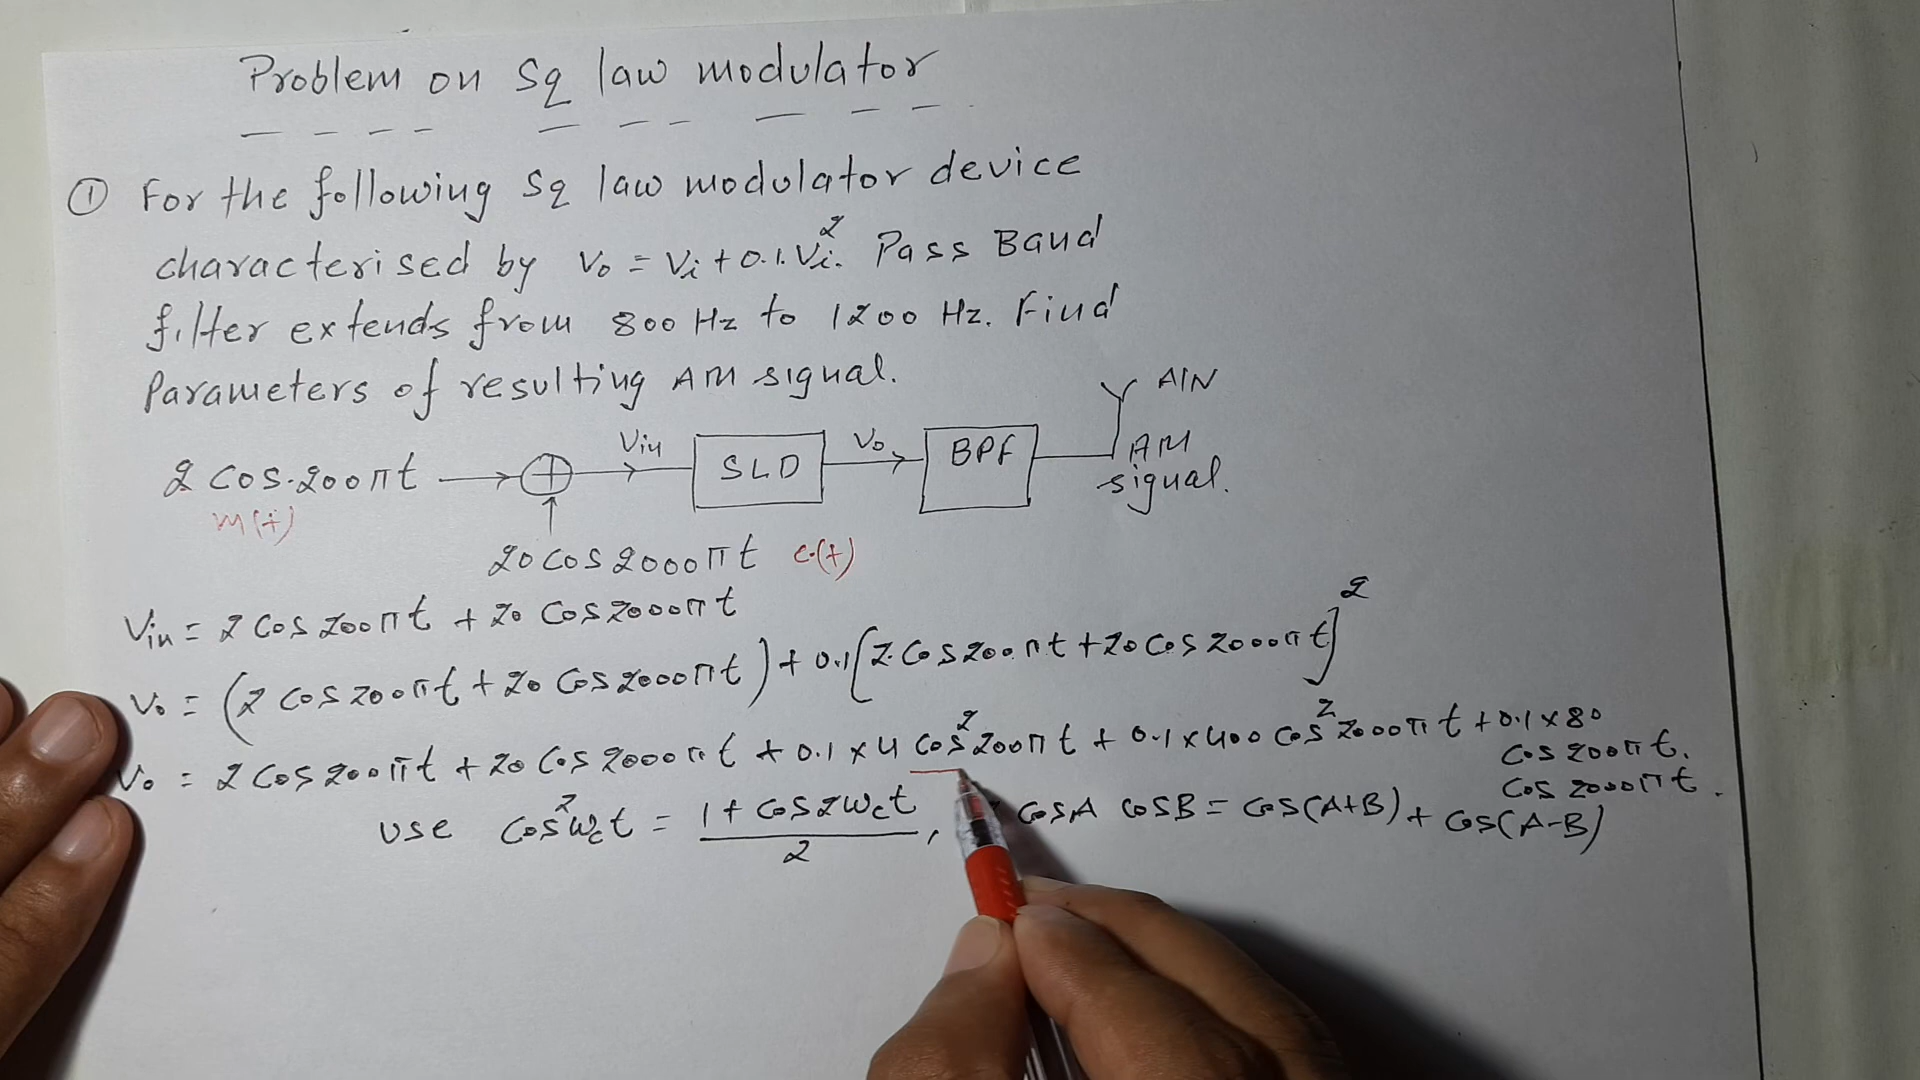 Problem on Sq law modulator
① For the following Sq law modulator device
characterised by V₀ = Vi + 0.1.Vi². Pass Band
filter extends from 800 Hz to 1200 Hz. Find
Parameters of resulting AM signal.
2 cos.200πt
m(t)
+
Vin
SLD
V₀
BPF
AIN
AM
signal.
20 cos 2000πt c(t)
Vin = 2 cos 200πt + 20 cos 2000πt
V₀ = (2 cos 200πt + 20 cos 2000πt) + 0.1[2.cos 200πt + 20 cos 2000πt]²
V₀ = 2 cos 200πt + 20 cos 2000πt + 0.1 × 4 cos² 200πt + 0.1 × 400 cos² 2000πt + 0.1 × 80
cos 200πt.
cos 2000πt.
use cos² ωct = 1 + cos 2ωct / 2 , cosA cosB = cos(A+B) + cos(A-B)